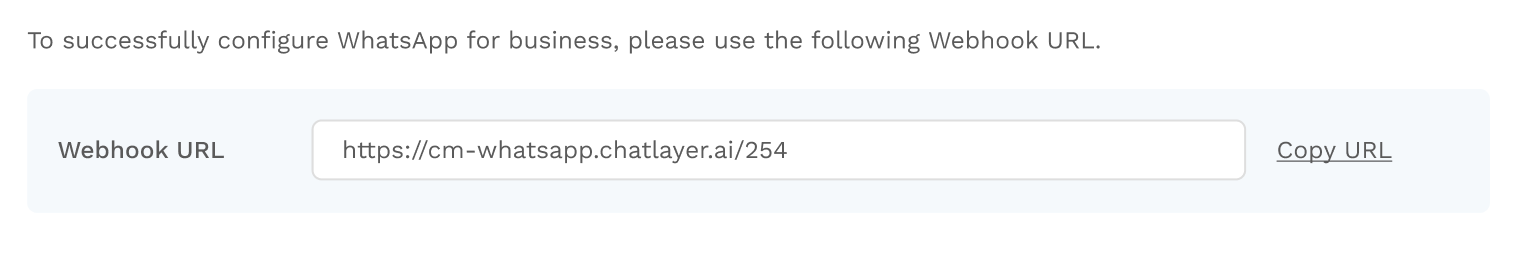 To successfully configure WhatsApp for business, please use the following Webhook URL.
Webhook URL https://cm-whatsapp.chatlayer.ai/254 Copy URL